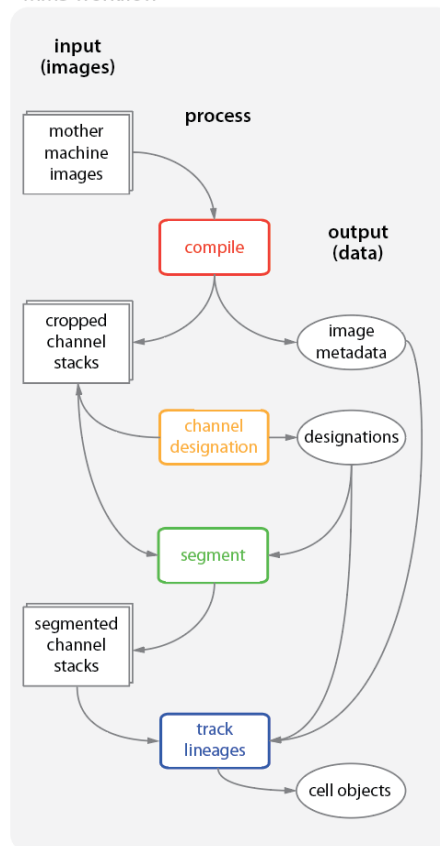 input
(images)
process
mother
machine
images
compile
output
(data)
cropped
channel
stacks
image
metadata
channel
designation
designations
segment
segmented
channel
stacks
track
lineages
cell objects